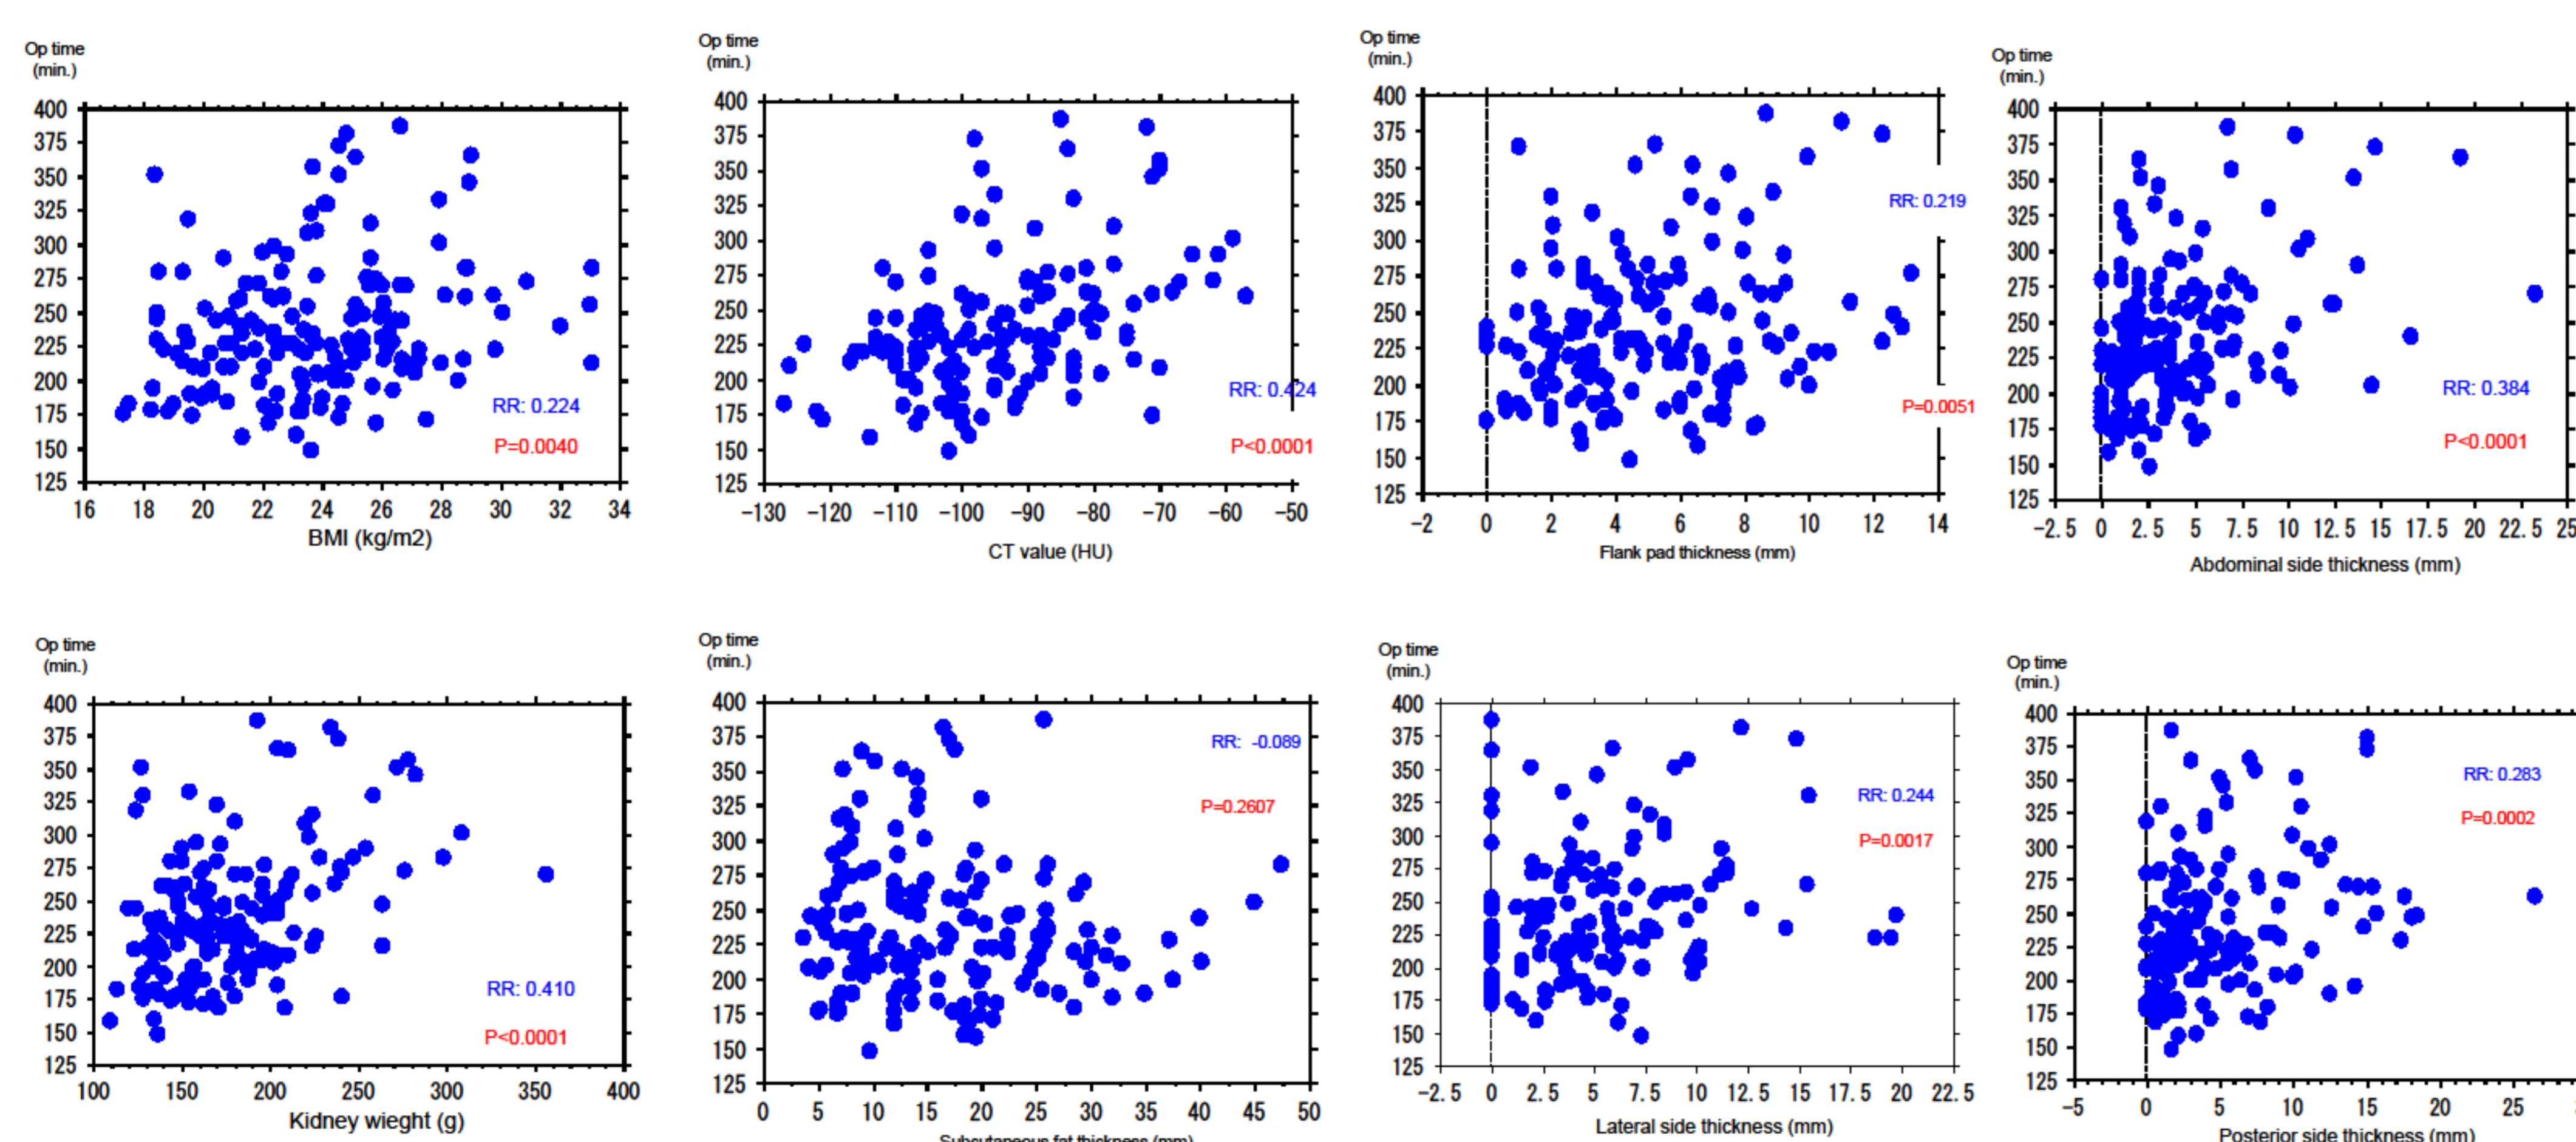 Op time
(min.)
400
375
350
325
300
275
250
225
200
175
150
125
RR: 0.224
P=0.0040
16 18 20 22 24 26 28 30 32 34
BMI (kg/m2)
Op time
(min.)
400
375
350
325
300
275
250
225
200
175
150
125
RR: 0.424
P<0.0001
-130 -120 -110 -100 -90 -80 -70 -60 -50
CT value (HU)
Op time
(min.)
400
375
350
325
300
275
250
225
200
175
150
125
RR: 0.219
P=0.0051
-2 0 2 4 6 8 10 12 14
Flank pad thickness (mm)
Op time
(min.)
400
375
350
325
300
275
250
225
200
175
150
125
RR: 0.384
P<0.0001
-2.5 0 2.5 5 7.5 10 12.5 15 17.5 20 22.5 25
Abdominal side thickness (mm)
Op time
(min.)
400
375
350
325
300
275
250
225
200
175
150
125
RR: 0.410
P<0.0001
100 150 200 250 300 350 400
Kidney wieght (g)
Op time
(min.)
400
375
350
325
300
275
250
225
200
175
150
125
RR: -0.089
P=0.2607
0 5 10 15 20 25 30 35 40 45 50
Subcutaneous fat thickness (mm)
Op time
(min.)
400
375
350
325
300
275
250
225
200
175
150
125
RR: 0.244
P=0.0017
-2.5 0 2.5 5 7.5 10 12.5 15 17.5 20 22.5
Lateral side thickness (mm)
Op time
(min.)
400
375
350
325
300
275
250
225
200
175
150
125
RR: 0.283
P=0.0002
-5 0 5 10 15 20 25
Posterior side thickness (mm)